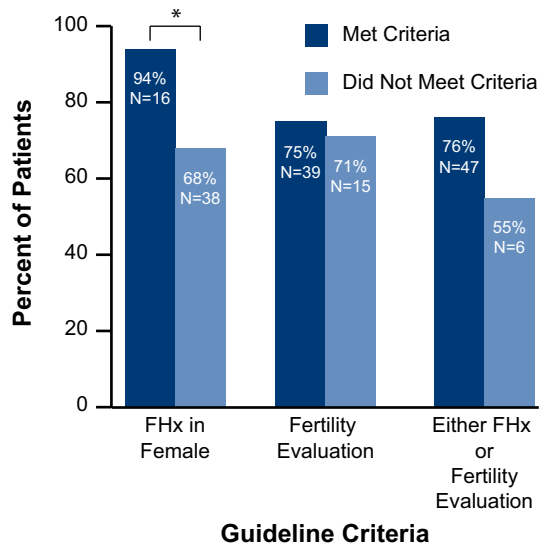 *
Met Criteria
Did Not Meet Criteria
Percent of Patients
100
80
60
40
20
0
94%
N=16
68%
N=38
75%
N=39
71%
N=15
76%
N=47
55%
N=6
FHx in
Female
Fertility
Evaluation
Either FHx
or
Fertility
Evaluation
Guideline Criteria